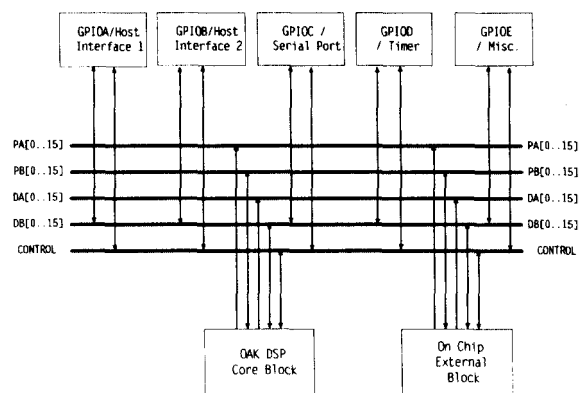 GPIOA/Host
Interface 1
GPIOB/Host
Interface 2
GPIOC /
Serial Port
GPIOD
/ Timer
GPIOE
/ Misc.
PA[0..15]
PA[0..15]
PB[0..15]
PB[0..15]
DA[0..15]
DA[0..15]
DB[0..15]
DB[0..15]
CONTROL
CONTROL
OAK DSP
Core Block
On Chip
External
Block